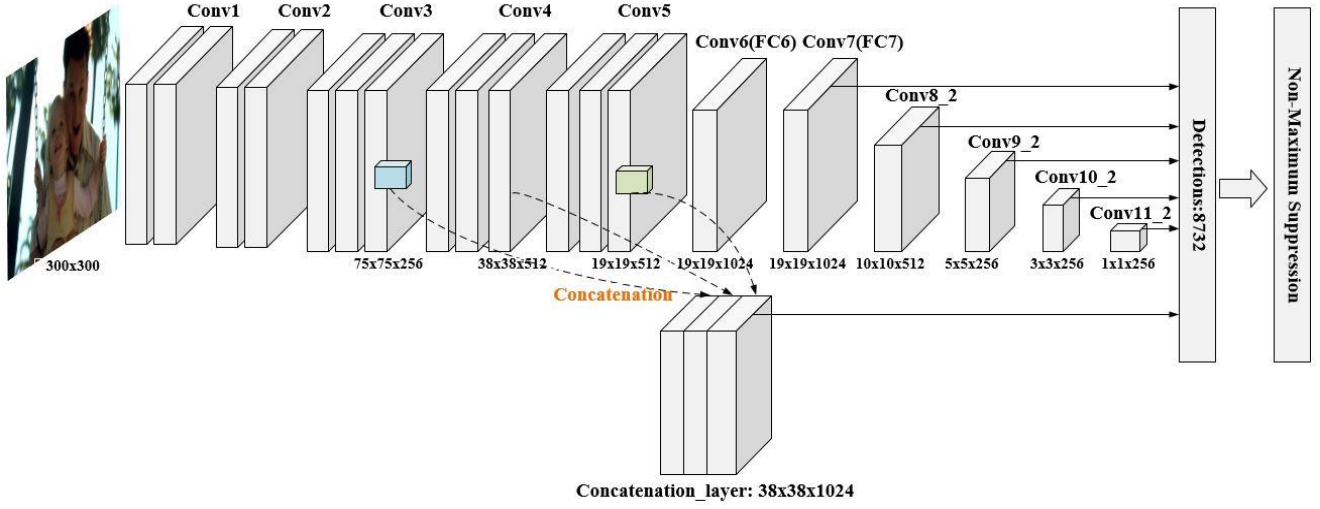 Conv1
Conv2
Conv3
Conv4
Conv5
Conv6(FC6)
Conv7(FC7)
Conv8_2
Conv9_2
Conv10_2
Conv11_2
300x300
75x75x256
38x38x512
19x19x512
19x19x1024
19x19x1024
10x10x512
5x5x256
3x3x256
1x1x256
Concatenation
Concatenation_layer: 38x38x1024
Detections:8732
Non-Maximum Suppression